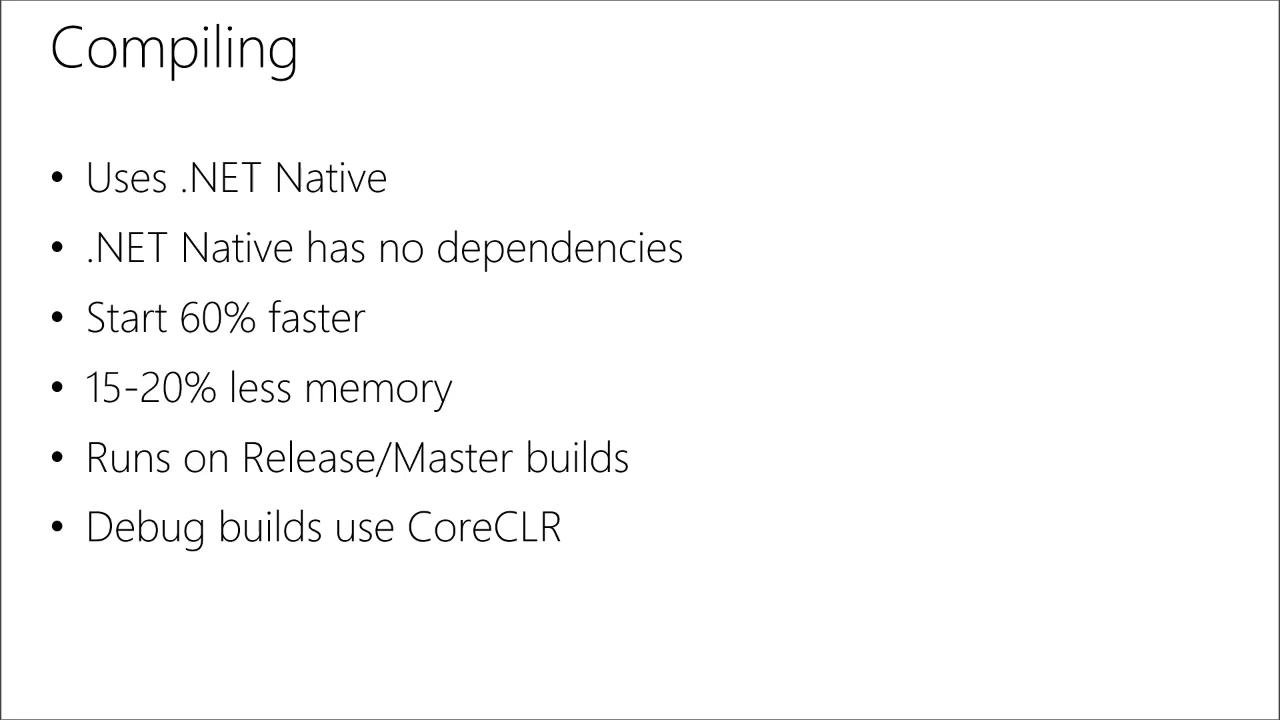 Compiling
• Uses .NET Native
• .NET Native has no dependencies
• Start 60% faster
• 15-20% less memory
• Runs on Release/Master builds
• Debug builds use CoreCLR